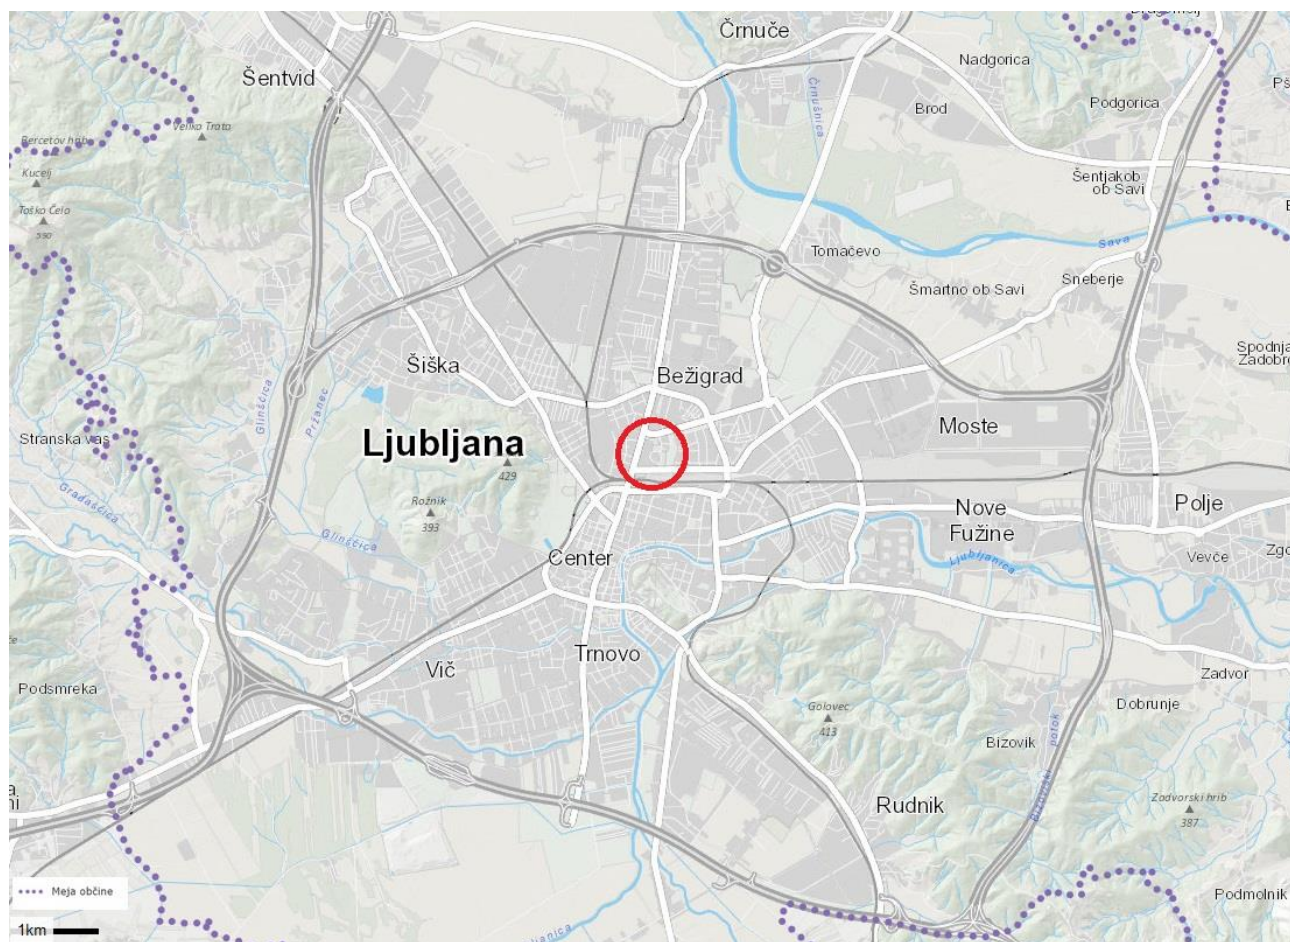 Črnuče
Šentvid
Nadgorica
Črnušnica
Podgorica
Brod
Velika Trata
Kucelj
Šentjakob
ob Savi
Toško Čelo
590
Sava
Tomačevo
Sneberje
Šmartno ob Savi
Spodnja
Zadobr
Šiška
Bežigrad
Glinščica
Pržanec
Moste
Stranska vas
Ljubljana
429
Gradaščica
Rožnik
393
Polje
Nove
Fužine
Glinščica
Center
Ljubljanica
Vevče
Zgo
Trnovo
Vič
Zadvor
Podsmreka
Dobrunje
Golovec
413
Bizovik
Bizoviški potok
Rudnik
Zadvorski hrib
387
Meja občine
Podmolnik
1km